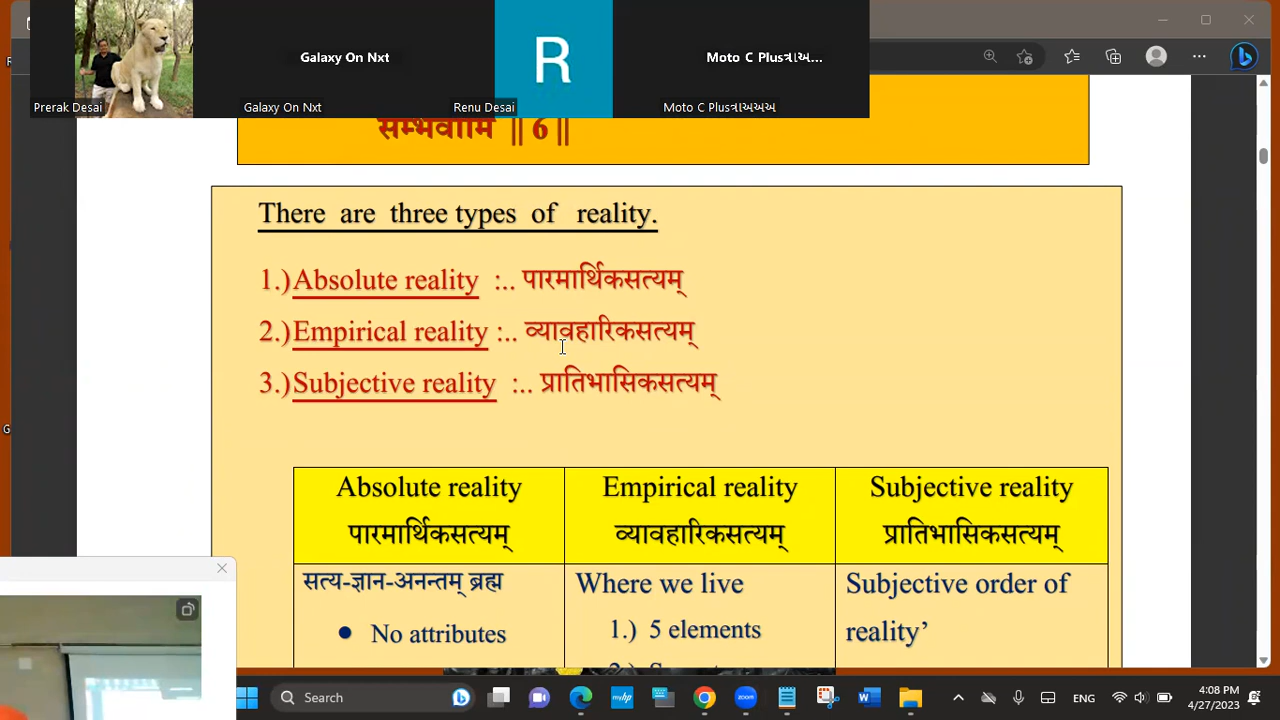 Galaxy On Nxt
R
Moto C Plusત્રાઅ...
Prerak Desai
Galaxy On Nxt
Renu Desai
Moto C Plusત્રાઅઅઅ
सम्भवामि || 6 ||
There are three types of reality.
1.) Absolute reality :.. पारमार्थिकसत्यम्
2.) Empirical reality :.. व्यावहारिकसत्यम्
3.) Subjective reality :.. प्रातिभासिकसत्यम्
Absolute reality
पारमार्थिकसत्यम्
Empirical reality
व्यावहारिकसत्यम्
Subjective reality
प्रातिभासिकसत्यम्
सत्य-ज्ञान-अनन्तम् ब्रह्म
• No attributes
Where we live
1.) 5 elements
Subjective order of
reality’
Search
ENG
4:08 PM
4/27/2023